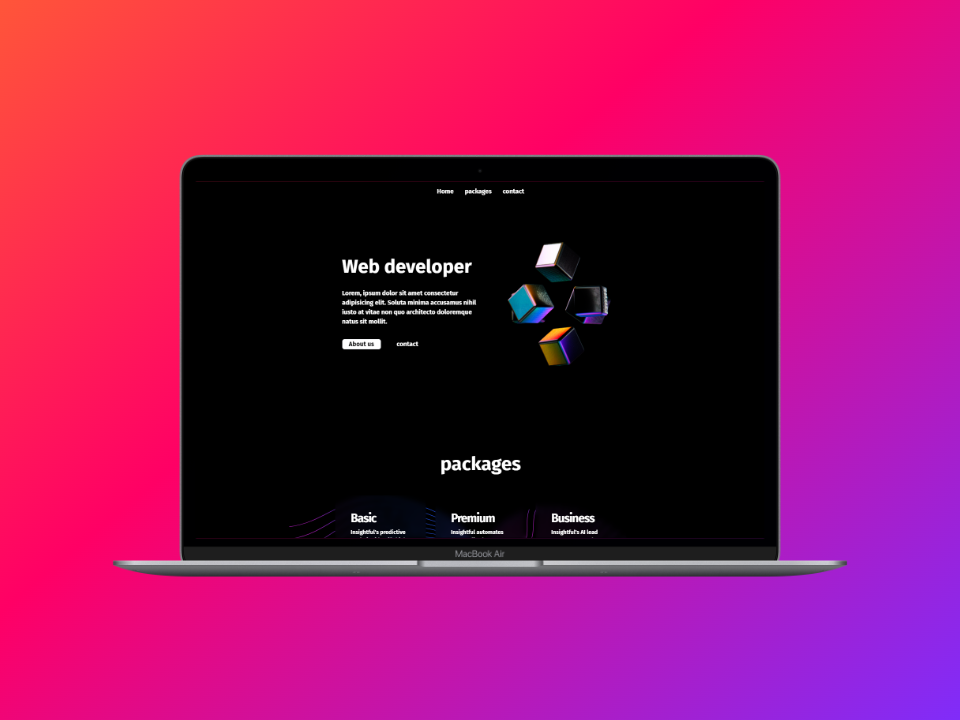 Home packages contact
Web developer
Lorem, ipsum dolor sit amet consectetur
adipisicing elit. Soluta minima accusamus nihil
iusto at vitae non quo architecto doloremque
natus sit mollit.
About us contact
packages
Basic Premium Business
Insightful's predictive Insightful automates Insightful's AI lead
MacBook Air